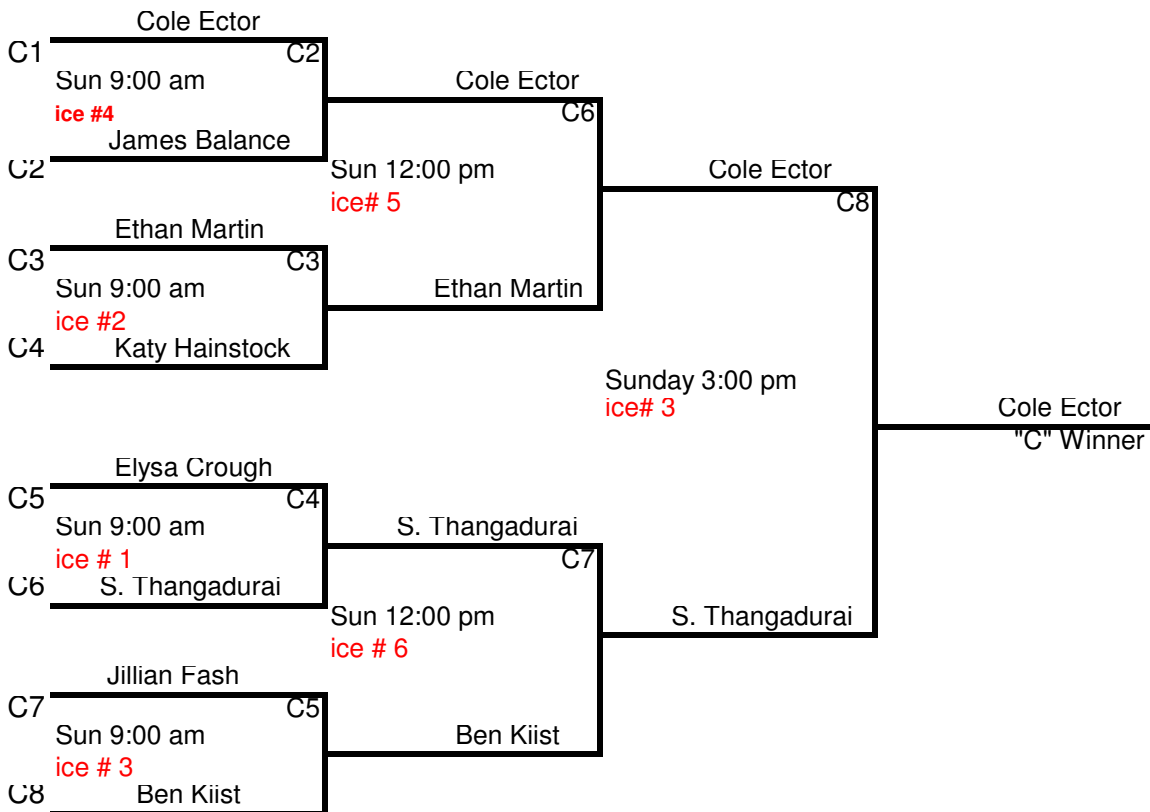 Cole Ector
C1
C2
Sun 9:00 am
ice #4
James Balance
C2
Cole Ector
C6
Sun 12:00 pm
ice# 5
Cole Ector
C8
Ethan Martin
C3
C3
Sun 9:00 am
ice #2
Katy Hainstock
C4
Ethan Martin
Sunday 3:00 pm
ice# 3
Cole Ector
"C" Winner
Elysa Crough
C5
C4
Sun 9:00 am
ice # 1
S. Thangadurai
C6
S. Thangadurai
C7
Sun 12:00 pm
ice # 6
S. Thangadurai
Jillian Fash
C7
C5
Sun 9:00 am
ice # 3
Ben Kiist
C8
Ben Kiist